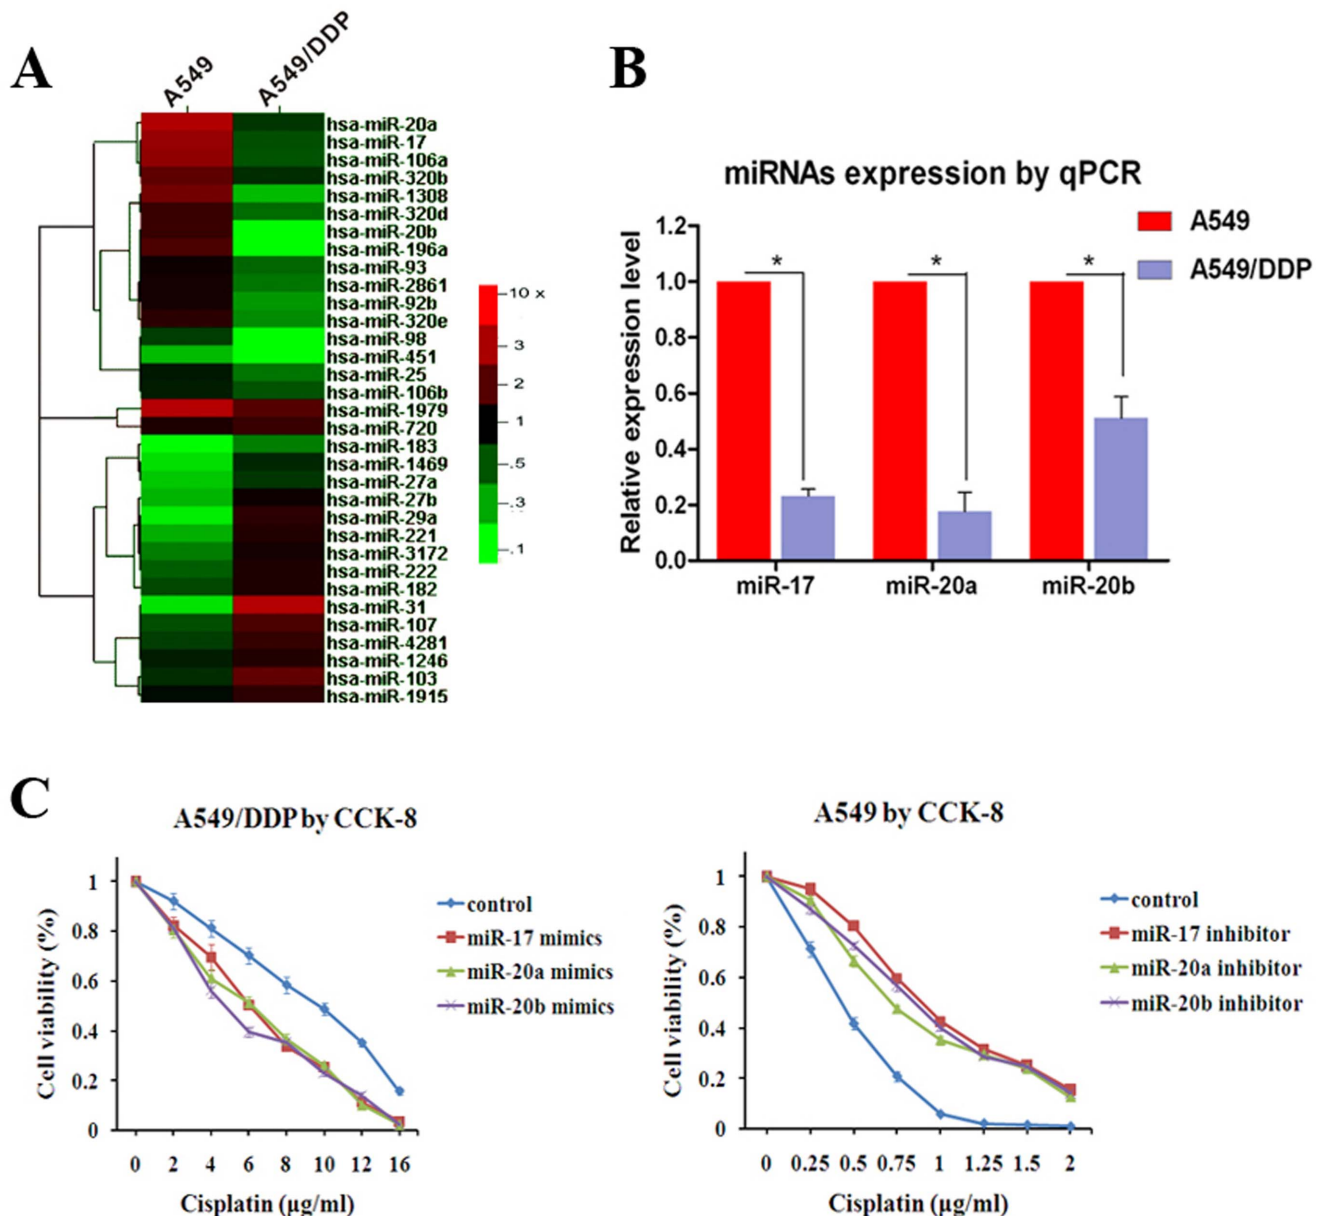 A
A549
A549/DDP
hsa-miR-20a
hsa-miR-17
hsa-miR-106a
hsa-miR-320b
hsa-miR-1308
hsa-miR-320d
hsa-miR-20b
hsa-miR-196a
hsa-miR-93
hsa-miR-2861
hsa-miR-92b
hsa-miR-320e
hsa-miR-98
hsa-miR-451
hsa-miR-25
hsa-miR-106b
hsa-miR-1979
hsa-miR-720
hsa-miR-183
hsa-miR-1469
hsa-miR-27a
hsa-miR-27b
hsa-miR-29a
hsa-miR-221
hsa-miR-3172
hsa-miR-222
hsa-miR-182
hsa-miR-31
hsa-miR-107
hsa-miR-4281
hsa-miR-1246
hsa-miR-103
hsa-miR-1915
10 x
3
2
1
.5
.3
.1
B
miRNAs expression by qPCR
A549
A549/DDP
Relative expression level
1.2
1.0
0.8
0.6
0.4
0.2
0.0
* * *
miR-17 miR-20a miR-20b
C
A549/DDP by CCK-8
Cell viability (%)
1
0.8
0.6
0.4
0.2
0
0 2 4 6 8 10 12 16
Cisplatin (μg/ml)
control
miR-17 mimics
miR-20a mimics
miR-20b mimics
A549 by CCK-8
Cell viability (%)
1
0.8
0.6
0.4
0.2
0
0 0.25 0.5 0.75 1 1.25 1.5 2
Cisplatin (μg/ml)
control
miR-17 inhibitor
miR-20a inhibitor
miR-20b inhibitor